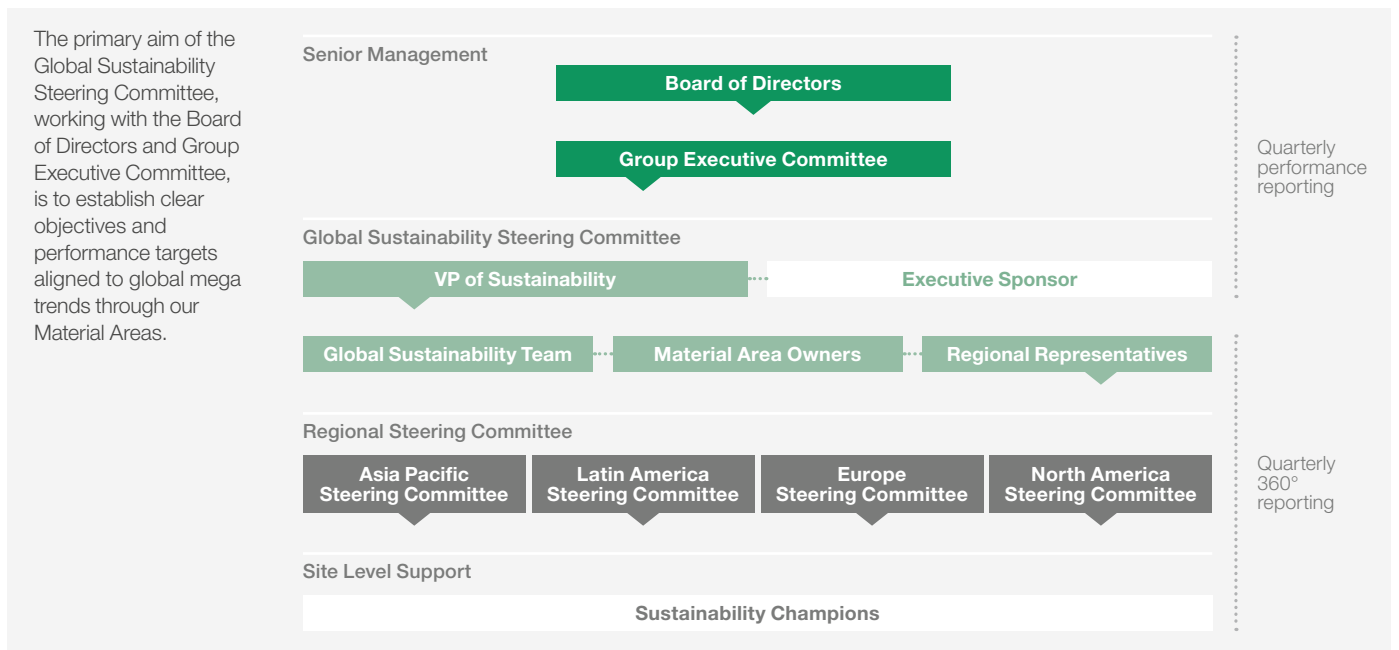 The primary aim of the
Global Sustainability
Steering Committee,
working with the Board
of Directors and Group
Executive Committee,
is to establish clear
objectives and
performance targets
aligned to global mega
trends through our
Material Areas.
Senior Management
Board of Directors
Group Executive Committee
Quarterly
performance
reporting
Global Sustainability Steering Committee
VP of Sustainability
Executive Sponsor
Global Sustainability Team
Material Area Owners
Regional Representatives
Regional Steering Committee
Asia Pacific
Steering Committee
Latin America
Steering Committee
Europe
Steering Committee
North America
Steering Committee
Quarterly
360°
reporting
Site Level Support
Sustainability Champions